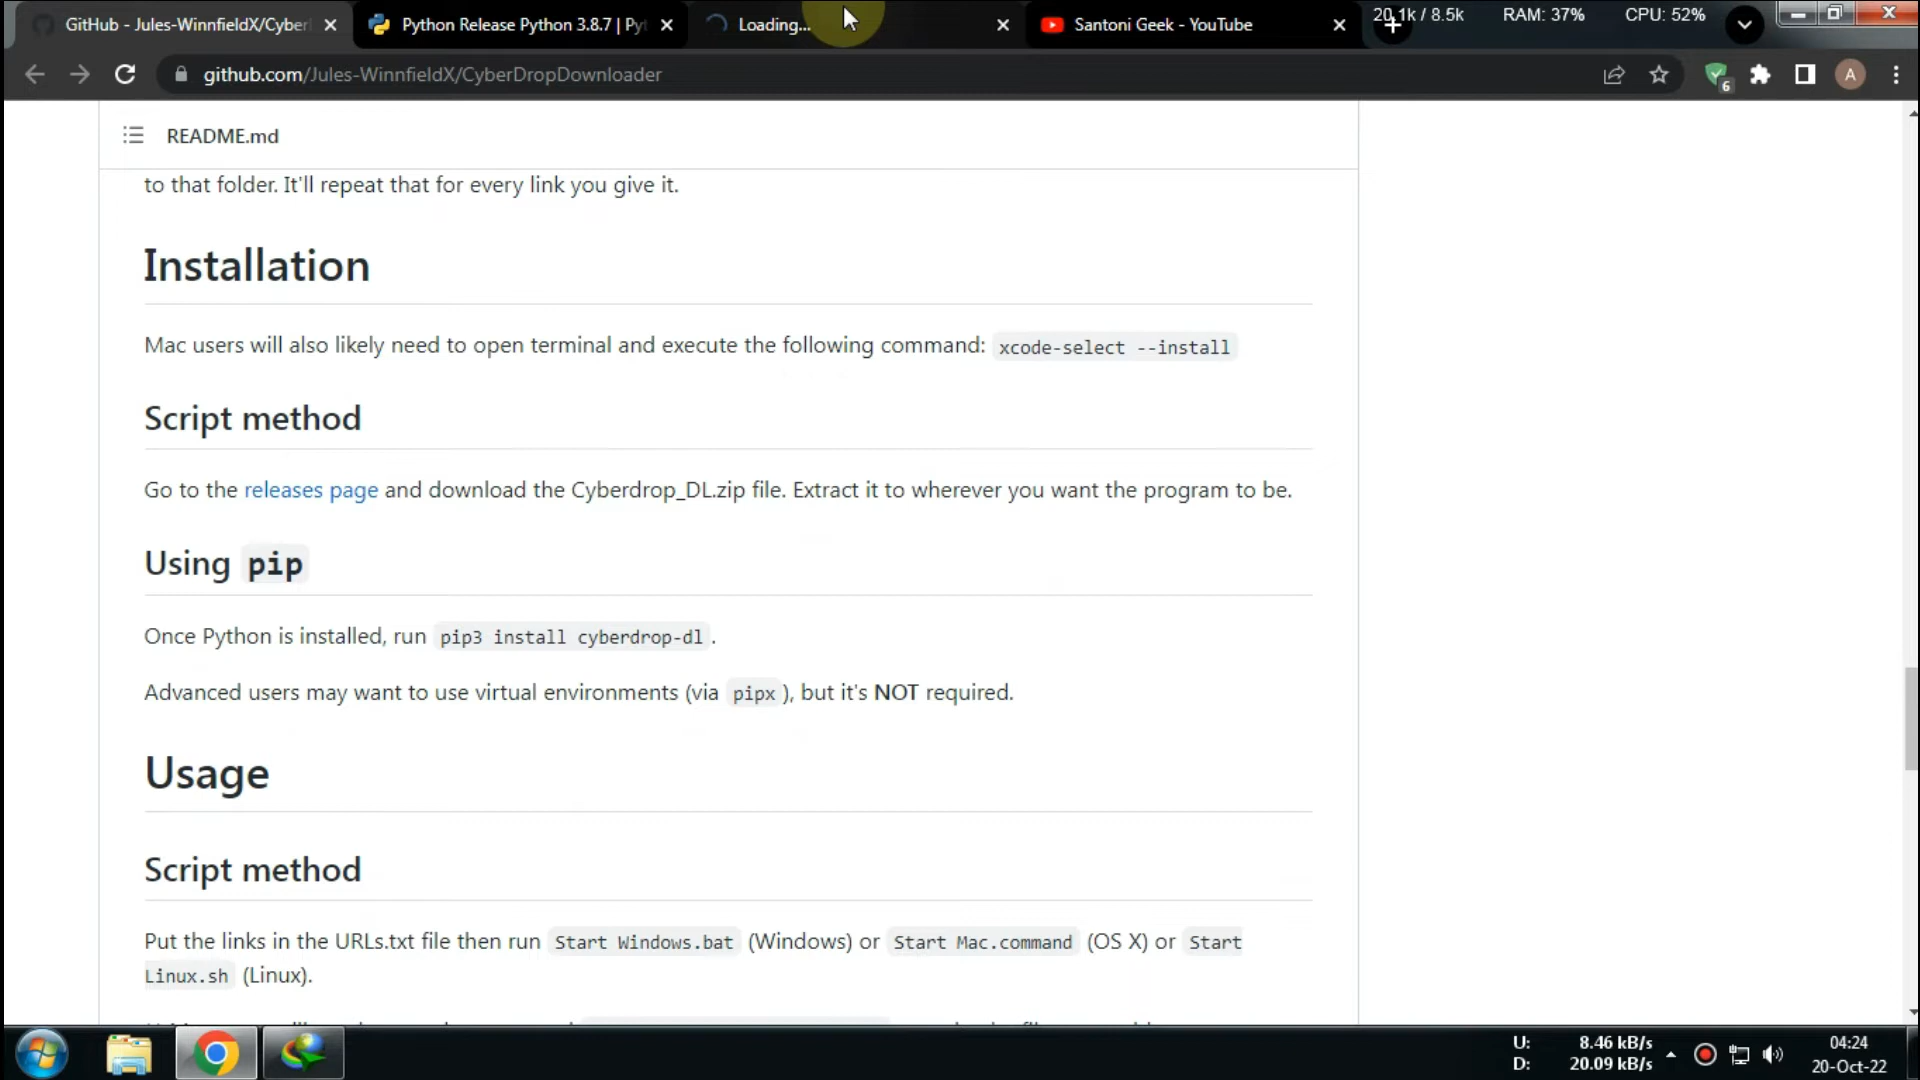 GitHub - Jules-WinnfieldX/Cyber
Python Release Python 3.8.7 | Pyt
Loading...
Santoni Geek - YouTube
20.1k / 8.5k
RAM: 37%
CPU: 52%
github.com/Jules-WinnfieldX/CyberDropDownloader
6
A
README.md
to that folder. It'll repeat that for every link you give it.
Installation
Mac users will also likely need to open terminal and execute the following command: xcode-select --install
Script method
Go to the releases page and download the Cyberdrop_DL.zip file. Extract it to wherever you want the program to be.
Using pip
Once Python is installed, run pip3 install cyberdrop-dl .
Advanced users may want to use virtual environments (via pipx ), but it's NOT required.
Usage
Script method
Put the links in the URLs.txt file then run Start Windows.bat (Windows) or Start Mac.command (OS X) or Start
Linux.sh (Linux).
U: 8.46 kB/s
D: 20.09 kB/s
04:24
20-Oct-22